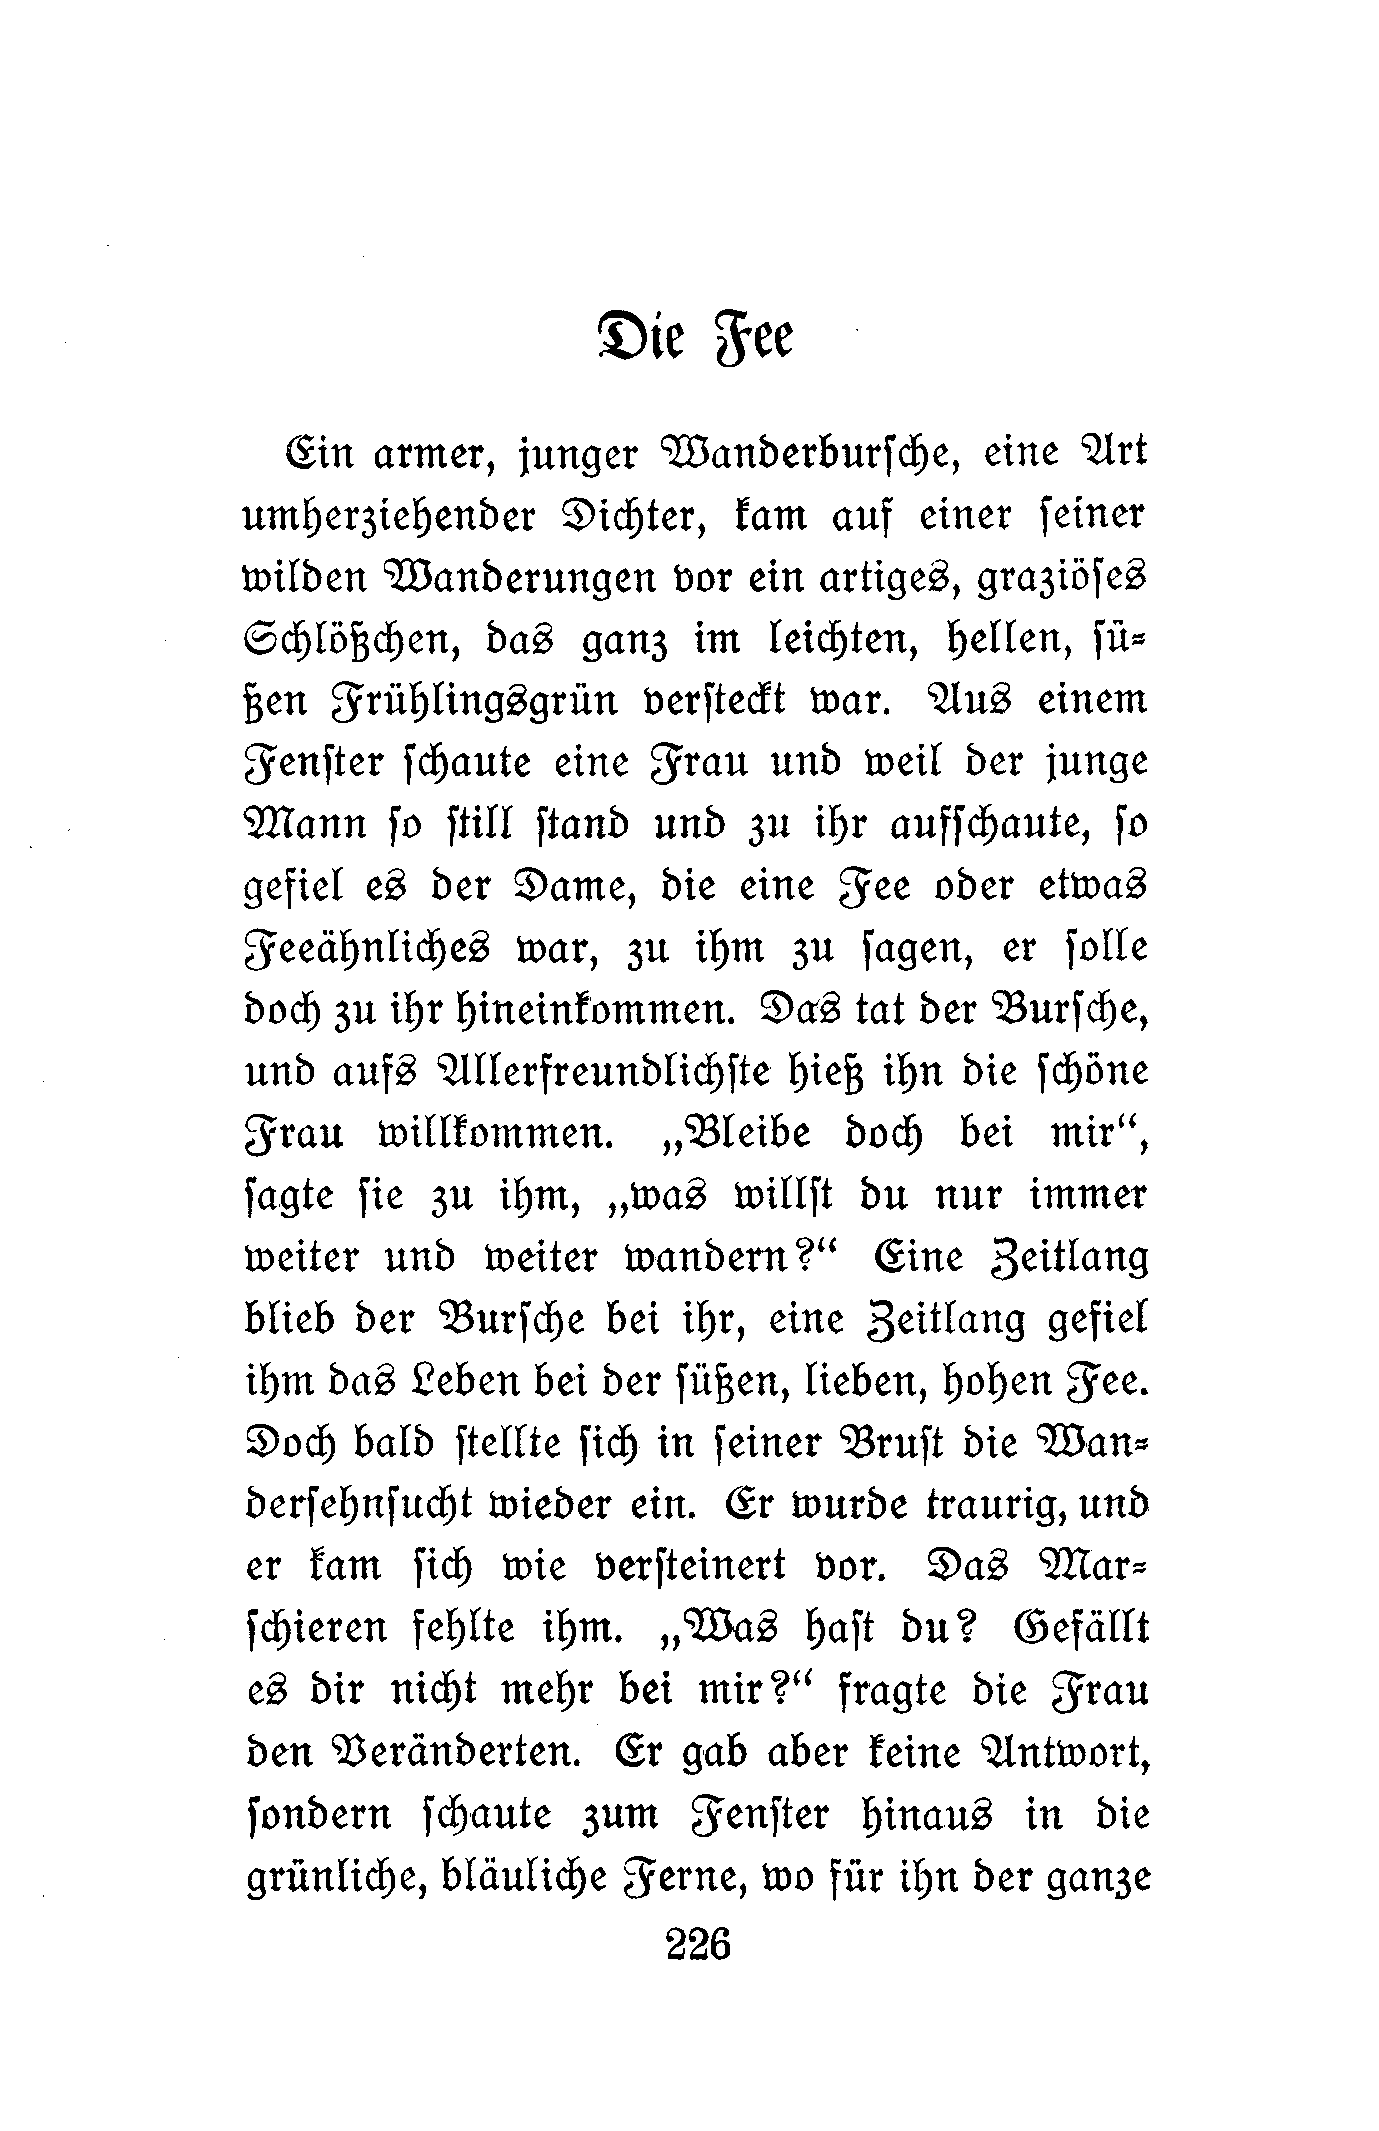 Die Fee
Ein armer, junger Wanderburſche, eine Art
umherziehender Dichter, kam auf einer ſeiner
wilden Wanderungen vor ein artiges, graziöſes
Schlößchen, das ganz im leichten, hellen, ſü⸗
ßen Frühlingsgrün verſteckt war. Aus einem
Fenſter ſchaute eine Frau und weil der junge
Mann ſo ſtill ſtand und zu ihr aufſchaute, ſo
gefiel es der Dame, die eine Fee oder etwas
Feeähnliches war, zu ihm zu ſagen, er ſolle
doch zu ihr hineinkommen. Das tat der Burſche,
und aufs Allerfreundlichſte hieß ihn die ſchöne
Frau willkommen. „Bleibe doch bei mir“,
ſagte ſie zu ihm, „was willſt du nur immer
weiter und weiter wandern?“ Eine Zeitlang
blieb der Burſche bei ihr, eine Zeitlang gefiel
ihm das Leben bei der ſüßen, lieben, hohen Fee.
Doch bald ſtellte ſich in ſeiner Bruſt die Wan⸗
derſehnſucht wieder ein. Er wurde traurig, und
er kam ſich wie verſteinert vor. Das Mar⸗
ſchieren fehlte ihm. „Was haſt du? Gefällt
es dir nicht mehr bei mir?“ fragte die Frau
den Veränderten. Er gab aber keine Antwort,
ſondern ſchaute zum Fenſter hinaus in die
grünliche, bläuliche Ferne, wo für ihn der ganze
226